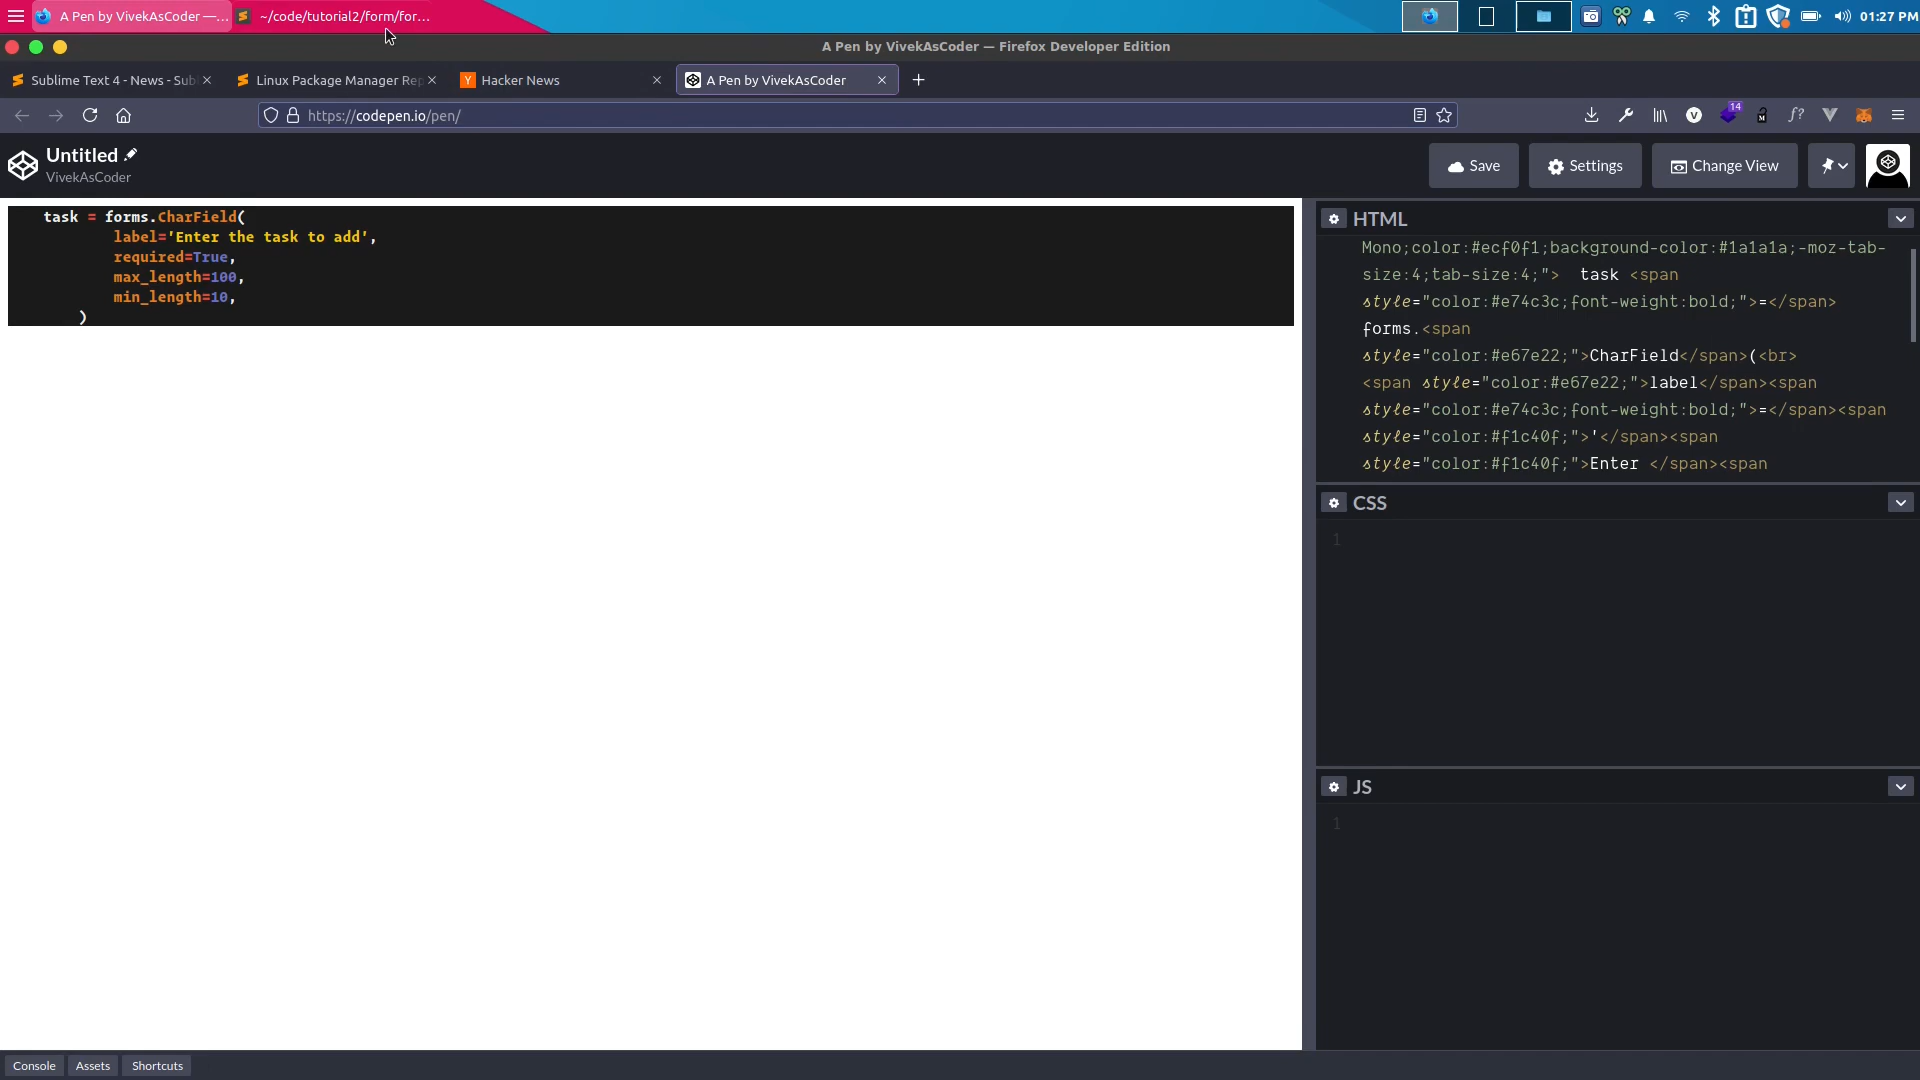 A Pen by VivekAsCoder —...
~/code/tutorial2/form/for...
01:27 PM
A Pen by VivekAsCoder — Firefox Developer Edition
Sublime Text 4 - News - Sub
Linux Package Manager Rep
Hacker News
A Pen by VivekAsCoder
https://codepen.io/pen/
14
Untitled
VivekAsCoder
Save
Settings
Change View
task = forms.CharField(
label='Enter the task to add',
required=True,
max_length=100,
min_length=10,
)
HTML
Mono;color:#ecf0f1;background-color:#1a1a1a;-moz-tab-
size:4;tab-size:4;">  task <span
style="color:#e74c3c;font-weight:bold;">=</span>
forms.<span
style="color:#e67e22;">CharField</span>(<br>
<span style="color:#e67e22;">label</span><span
style="color:#e74c3c;font-weight:bold;">=</span><span
style="color:#f1c40f;">'</span><span
style="color:#f1c40f;">Enter </span><span
CSS
1
JS
1
Console
Assets
Shortcuts